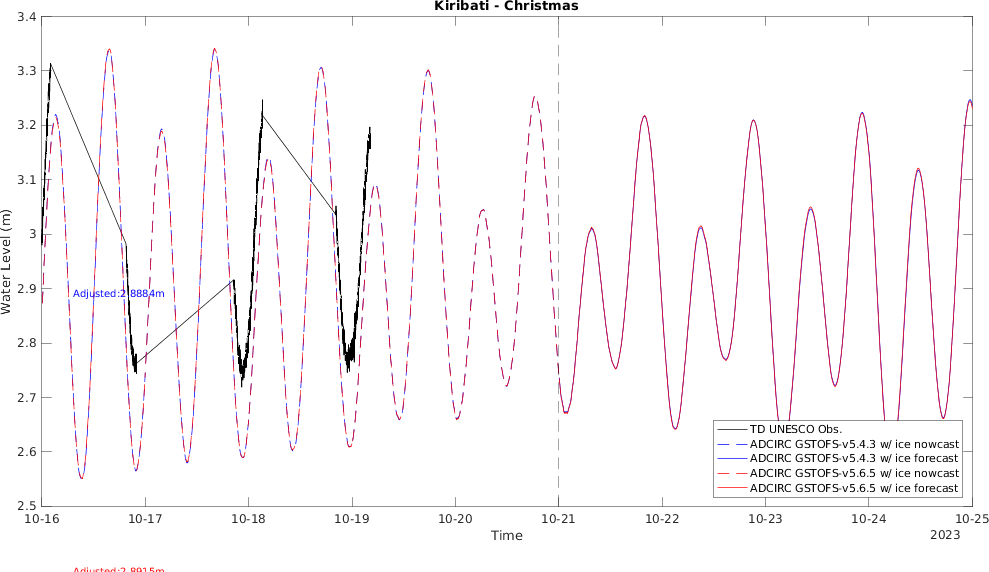 Kiribati - Christmas
3.4
3.3
3.2
3.1
3
2.9
2.8
2.7
2.6
2.5
Water Level (m)
Adjusted:2.8884m
TD UNESCO Obs.
ADCIRC GSTOFS-v5.4.3 w/ ice nowcast
ADCIRC GSTOFS-v5.4.3 w/ ice forecast
ADCIRC GSTOFS-v5.6.5 w/ ice nowcast
ADCIRC GSTOFS-v5.6.5 w/ ice forecast
10-16 10-17 10-18 10-19 10-20 10-21 10-22 10-23 10-24 10-25
Time
2023
Adjusted:2.8915m